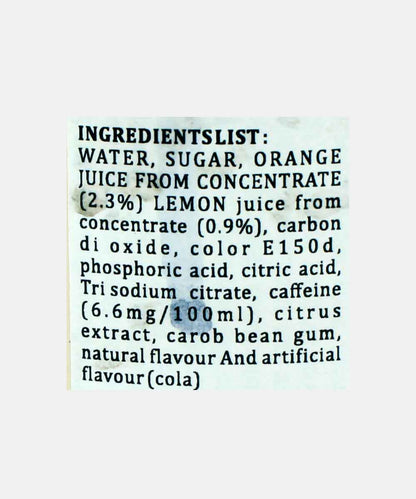 INGREDIENTSLIST:
WATER, SUGAR, ORANGE
JUICE FROM CONCENTRATE
(2.3%) LEMON juice from
concentrate (0.9%), carbon
di oxide, color E150d,
phosphoric acid, citric acid,
Tri sodium citrate, caffeine
(6.6mg/100ml), citrus
extract, carob bean gum,
natural flavour And artificial
flavour(cola)